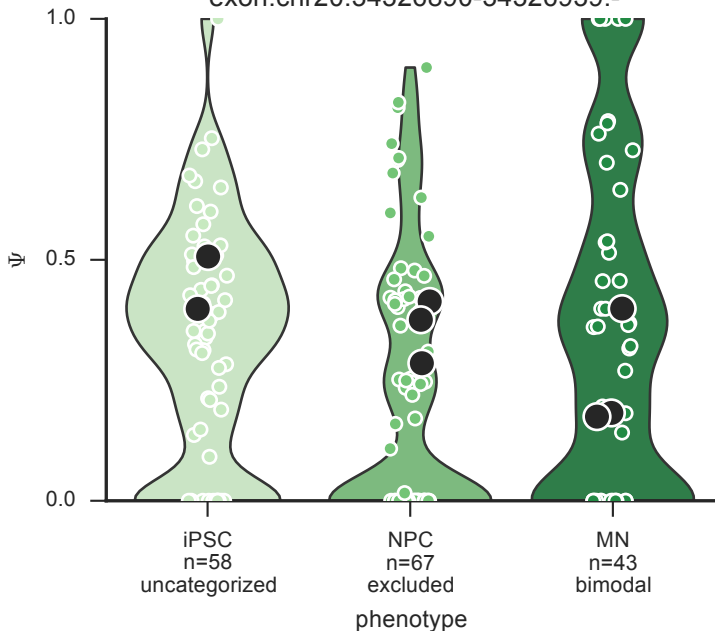 1.0
0.5
0.0
Ψ
iPSC
n=58
uncategorized
NPC
n=67
excluded
MN
n=43
bimodal
phenotype